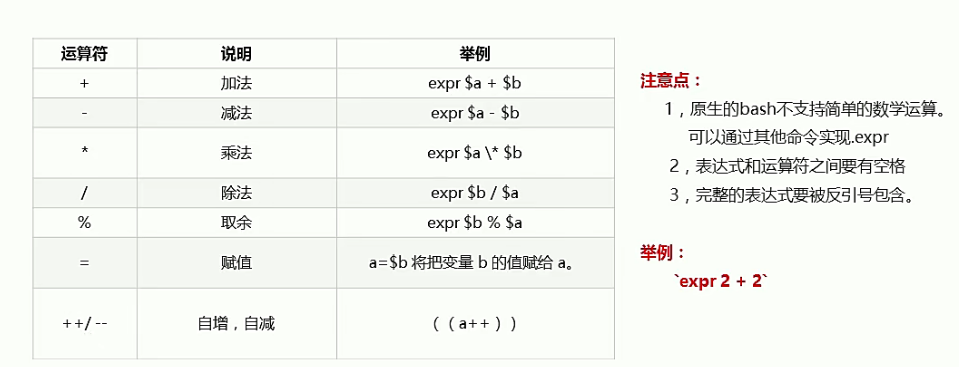 运算符 说明 举例
+ 加法 expr $a + $b
- 减法 expr $a - $b
* 乘法 expr $a \* $b
/ 除法 expr $b / $a
% 取余 expr $b % $a
= 赋值 a=$b 将把变量 b 的值赋给 a。
++/ -- 自增，自减 （（a++））
注意点：
1，原生的bash不支持简单的数学运算。
可以通过其他命令实现.expr
2，表达式和运算符之间要有空格
3，完整的表达式要被反引号包含。
举例：
`expr 2 + 2`